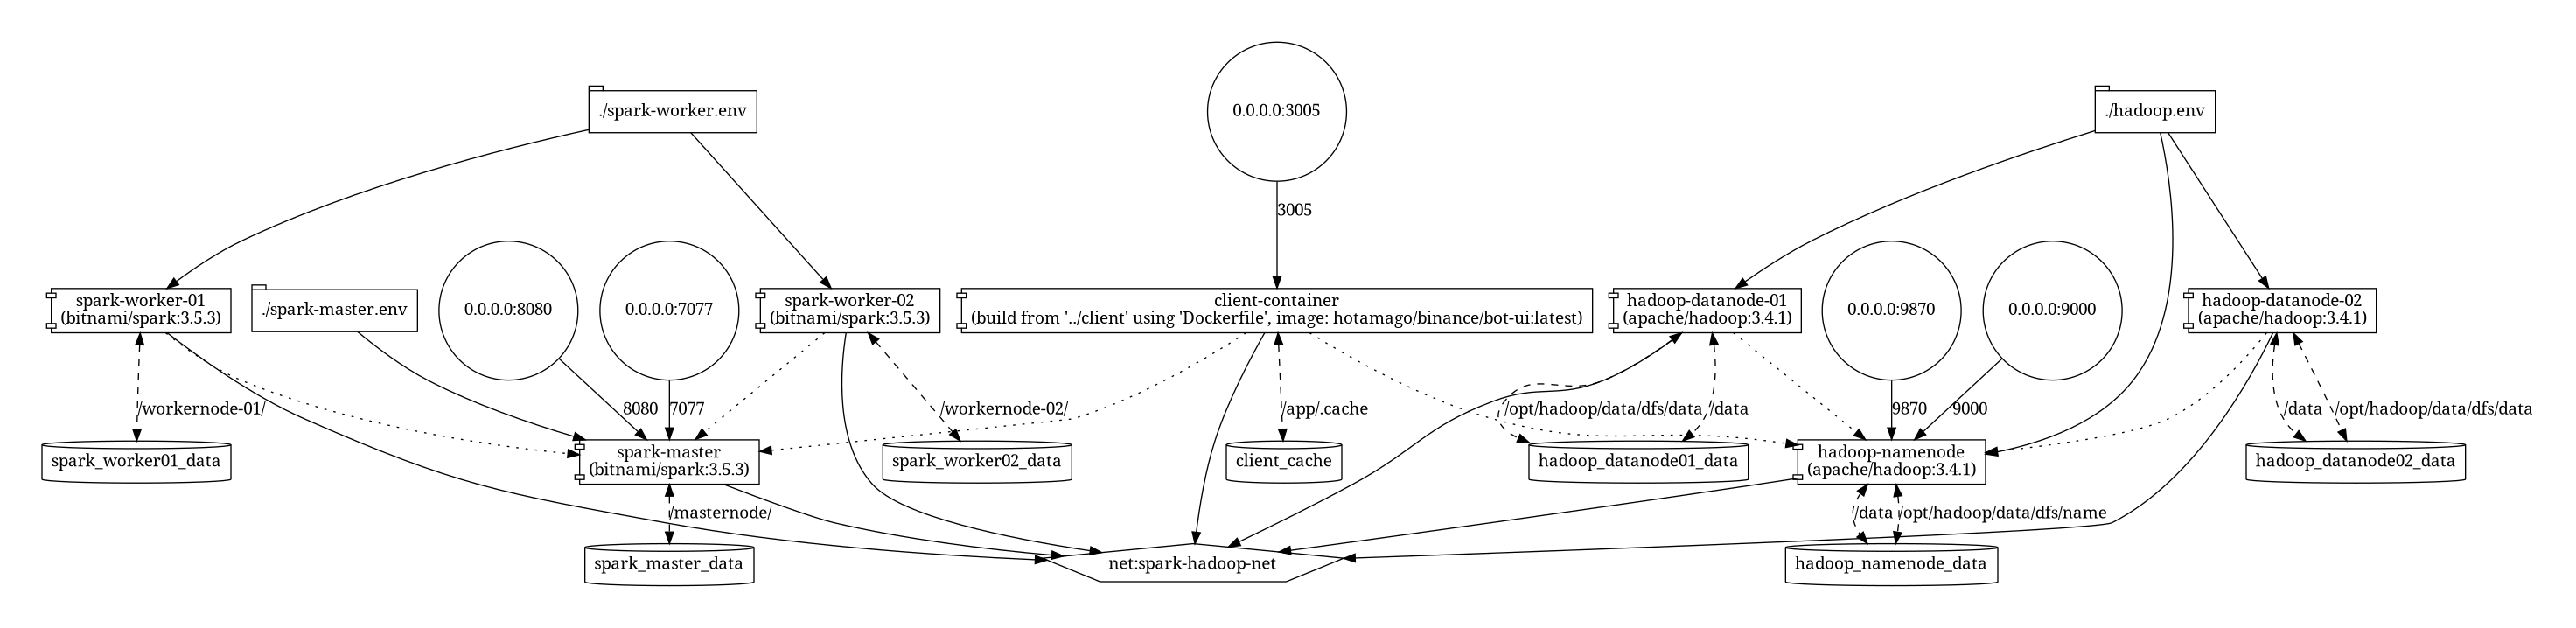 ./spark-worker.env
0.0.0.0:3005
./hadoop.env
3005
spark-worker-01
(bitnami/spark:3.5.3)
./spark-master.env
0.0.0.0:8080
0.0.0.0:7077
spark-worker-02
(bitnami/spark:3.5.3)
client-container
(build from '../client' using 'Dockerfile', image: hotamago/binance/bot-ui:latest)
hadoop-datanode-01
(apache/hadoop:3.4.1)
0.0.0.0:9870
0.0.0.0:9000
hadoop-datanode-02
(apache/hadoop:3.4.1)
/workernode-01/
8080
7077
/workernode-02/
/app/.cache
/opt/hadoop/data/dfs/data
/data
9870
9000
/data
/opt/hadoop/data/dfs/data
spark_worker01_data
spark-master
(bitnami/spark:3.5.3)
spark_worker02_data
client_cache
hadoop_datanode01_data
hadoop-namenode
(apache/hadoop:3.4.1)
hadoop_datanode02_data
/masternode/
/data
/opt/hadoop/data/dfs/name
spark_master_data
net:spark-hadoop-net
hadoop_namenode_data